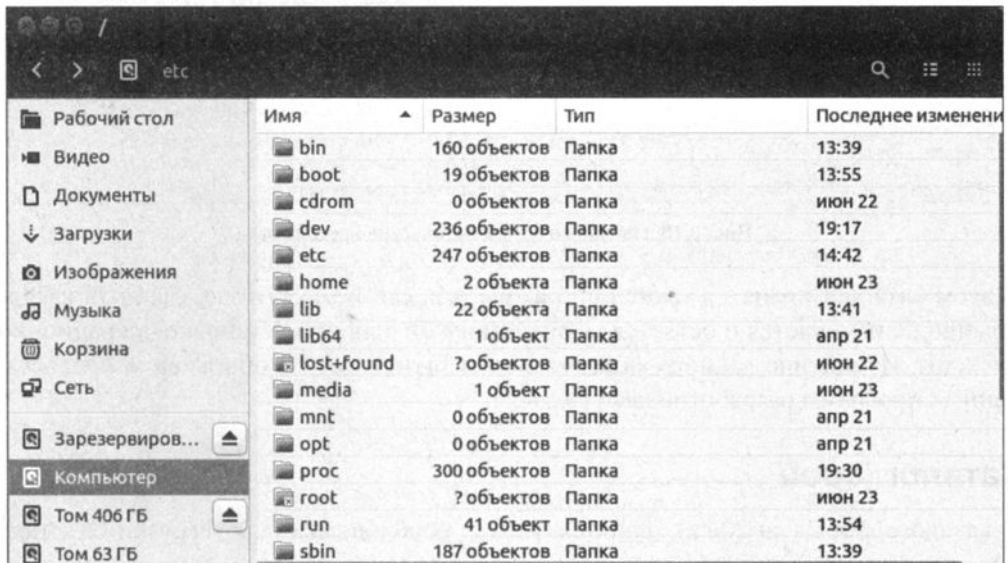 /
etc
Рабочий стол
Видео
Документы
Загрузки
Изображения
Музыка
Корзина
Сеть
Зарезервиров...
Компьютер
Том 406 ГБ
Том 63 ГБ
Имя Размер Тип Последнее изменени
bin 160 объектов Папка 13:39
boot 19 объектов Папка 13:55
cdrom 0 объектов Папка июн 22
dev 236 объектов Папка 19:17
etc 247 объектов Папка 14:42
home 2 объекта Папка июн 23
lib 22 объекта Папка 13:41
lib64 1 объект Папка апр 21
lost+found ? объектов Папка июн 22
media 1 объект Папка июн 23
mnt 0 объектов Папка апр 21
opt 0 объектов Папка апр 21
proc 300 объектов Папка 19:30
root ? объектов Папка июн 23
run 41 объект Папка 13:54
sbin 187 объектов Папка 13:39